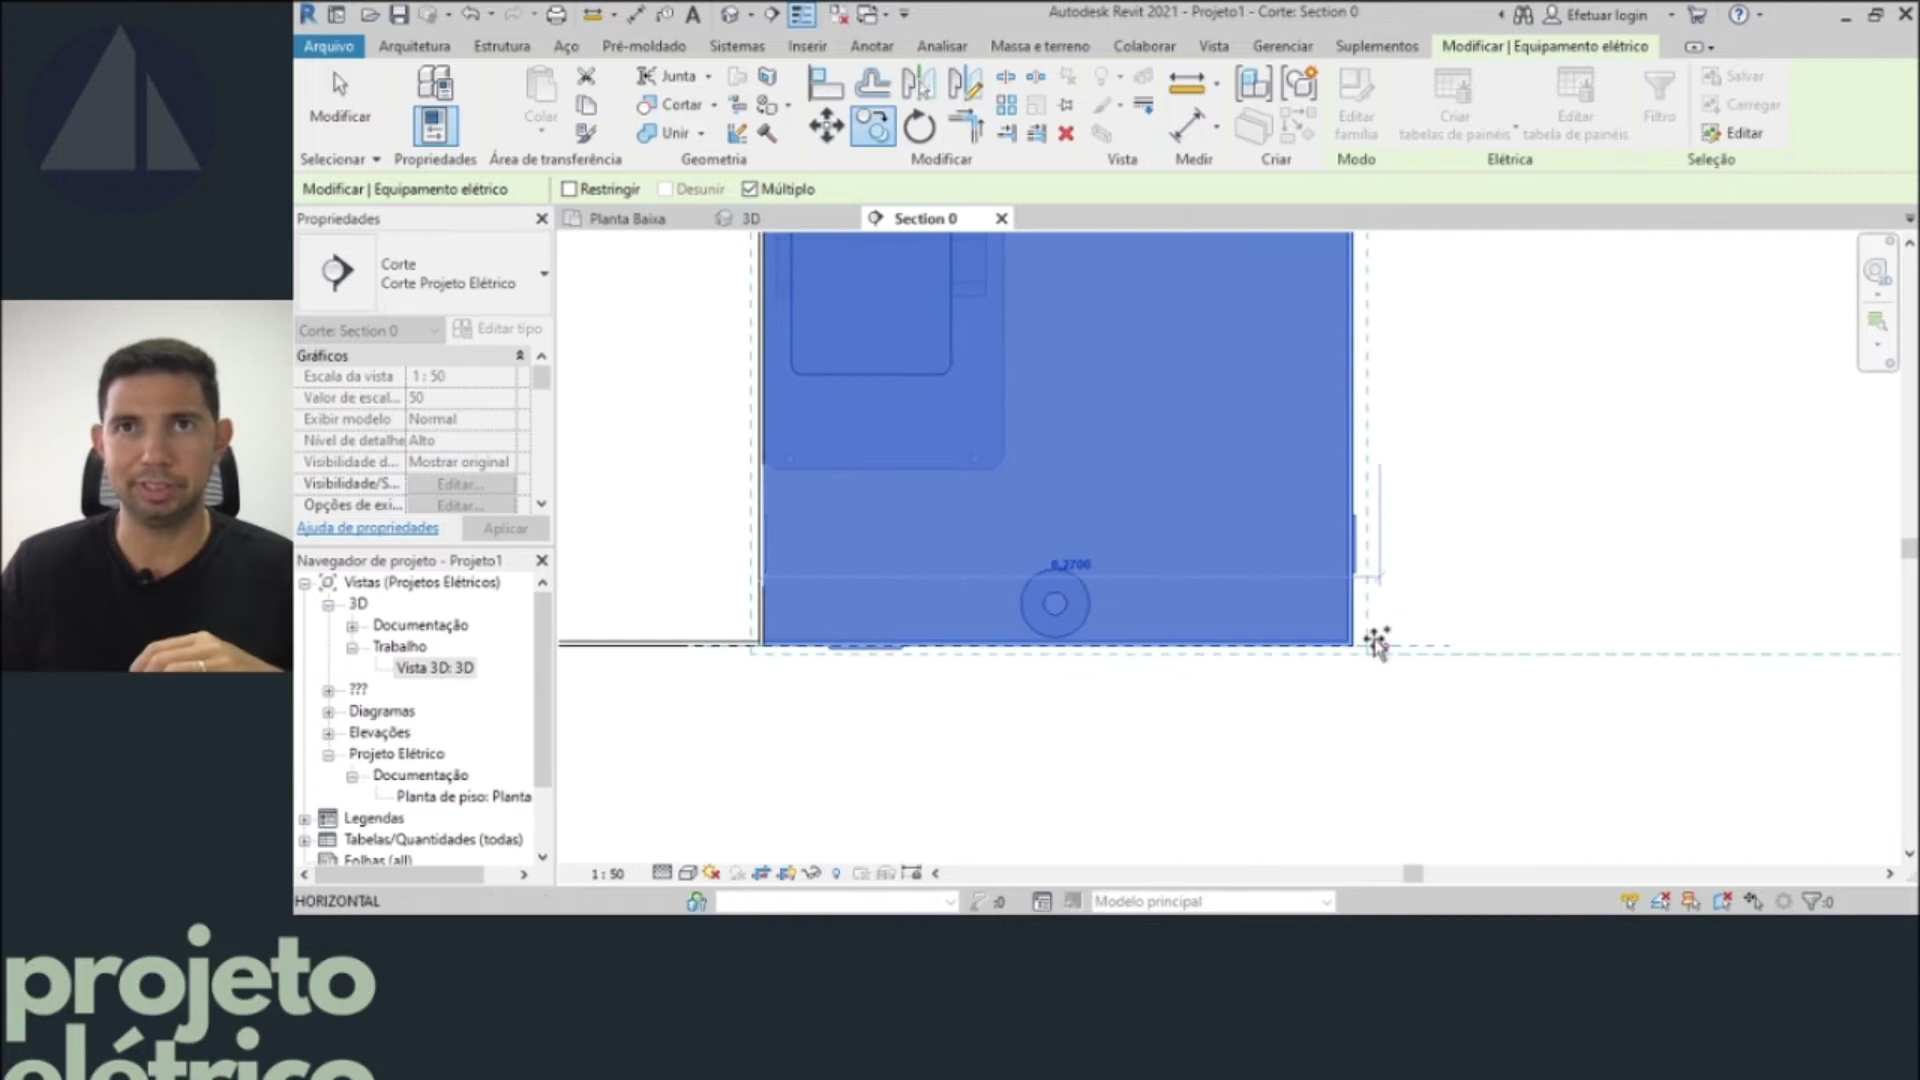 Autodesk Revit 2021 - Projeto1 - Corte: Section 0
Efetuar login
Arquivo Arquitetura Estrutura Aço Pré-moldado Sistemas Inserir Anotar Analisar Massa e terreno Colaborar Vista Gerenciar Suplementos Modificar | Equipamento elétrico
Modificar
Colar
Junta
Cortar
Unir
Editar família
Criar tabelas de painéis
Editar tabela de painéis
Filtro
Salvar
Carregar
Editar
Selecionar Propriedades Área de transferência Geometria Modificar Vista Medir Criar Modo Elétrica Seleção
Modificar | Equipamento elétrico Restringir Desunir Múltiplo
Propriedades
Planta Baixa 3D Section 0
Corte
Corte Projeto Elétrico
Corte: Section 0 Editar tipo
Gráficos
Escala da vista 1 : 50
Valor de escal... 50
Exibir modelo Normal
Nível de detalhe Alto
Visibilidade d... Mostrar original
Visibilidade/S... Editar...
Opções de exi... Editar...
Ajuda de propriedades Aplicar
0,2700
Navegador de projeto - Projeto1
Vistas (Projetos Elétricos)
3D
Documentação
Trabalho
Vista 3D: 3D
???
Diagramas
Elevações
Projeto Elétrico
Documentação
Planta de piso: Planta
Legendas
Tabelas/Quantidades (todas)
Folhas (all)
1 : 50
HORIZONTAL
:0
Modelo principal
:0
projeto
elétrico